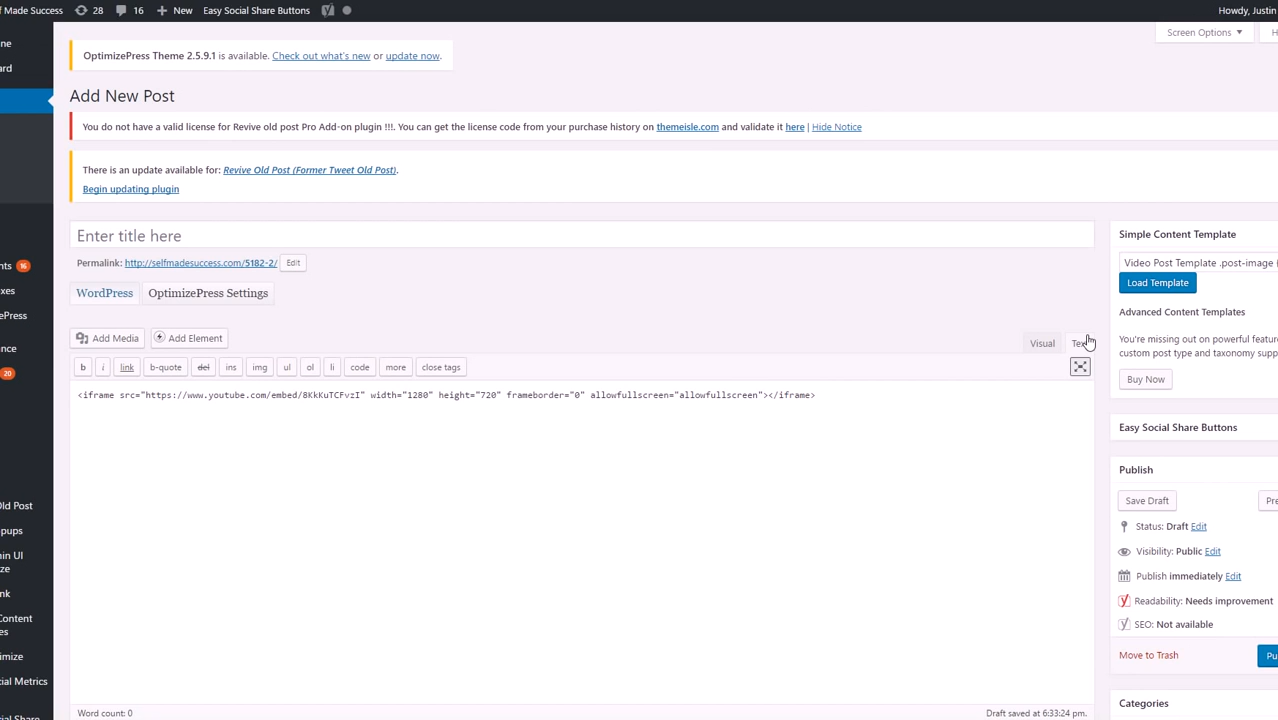 f Made Success 28 16 New Easy Social Share Buttons Howdy, Justin
Screen Options
OptimizePress Theme 2.5.9.1 is available. Check out what's new or update now.
Add New Post
You do not have a valid license for Revive old post Pro Add-on plugin !!!. You can get the license code from your purchase history on themeisle.com and validate it here | Hide Notice
There is an update available for: Revive Old Post (Former Tweet Old Post).
Begin updating plugin
Enter title here
Permalink: http://selfmadesuccess.com/5182-2/ Edit
WordPress OptimizePress Settings
Add Media Add Element
Visual
b i link b-quote del ins img ul ol li code more close tags
<iframe src="https://www.youtube.com/embed/8KkKuTCFvzI" width="1280" height="720" frameborder="0" allowfullscreen="allowfullscreen"></iframe>
Word count: 0 Draft saved at 6:33:24 pm.
Simple Content Template
Video Post Template .post-image
Load Template
Advanced Content Templates
You're missing out on powerful
custom post type and taxonomy
Buy Now
Easy Social Share Buttons
Publish
Save Draft
Status: Draft Edit
Visibility: Public Edit
Publish immediately Edit
Readability: Needs improvement
SEO: Not available
Move to Trash
Categories
16
20